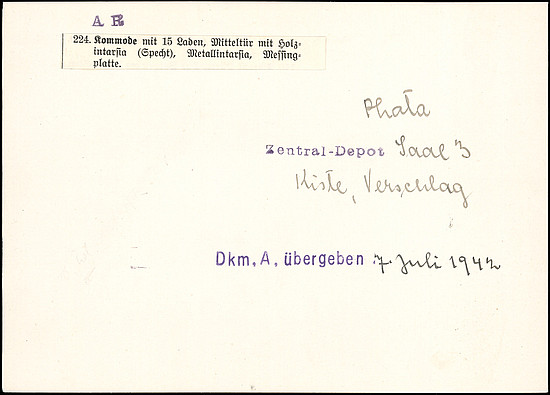 A R
224. Kommode mit 15 Laden, Mitteltür mit Holz-
intarsia (Specht), Metallintarsia, Messing-
platte.
Phata
Zentral-Depot Saal 3
Kiste, Verschlag
Dkm. A. übergeben 7. Juli 1942